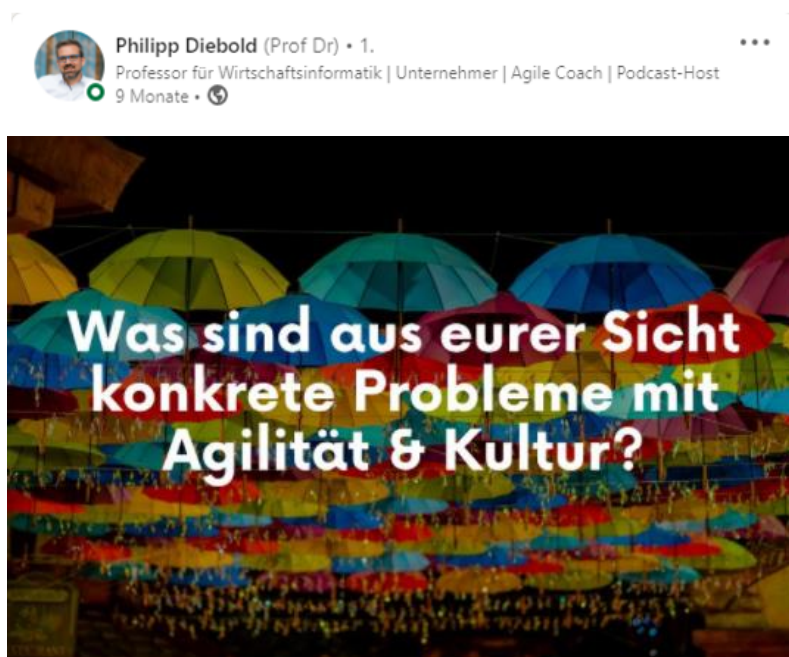 Philipp Diebold (Prof Dr) • 1.
Professor für Wirtschaftsinformatik | Unternehmer | Agile Coach | Podcast-Host
9 Monate •
Was sind aus eurer Sicht
konkrete Probleme mit
Agilität & Kultur?